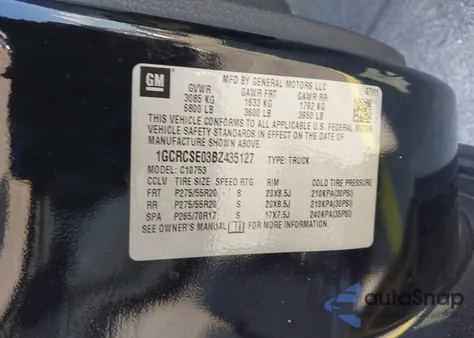 GM
MFD BY GENERAL MOTORS LLC
GVWR GAWR FRT GAWR RR
3085 KG 1633 KG 1792 KG
6800 LB 3600 LB 3950 LB
THIS VEHICLE CONFORMS TO ALL APPLICABLE U.S. FEDERAL MOTOR
VEHICLE SAFETY, BUMPER, AND THEFT PREVENTION STANDARDS
IN EFFECT ON THE DATE OF
MANUFACTURE SHOWN ABOVE.
1GCRCSE03BZ435127 TYPE: TRUCK
MODEL: C10753
CCLV TIRE SIZE SPEED RTG RIM COLD TIRE PRESSURE
FRT P275/55R20 S 20X8.5J 210KPA(30PSI)
RR P275/55R20 S 20X8.5J 210KPA(30PSI)
SPA P265/70R17 S 17X7.5J 240KPA(35PSI)
SEE OWNER'S MANUAL FOR MORE INFORMATION
autoSnap